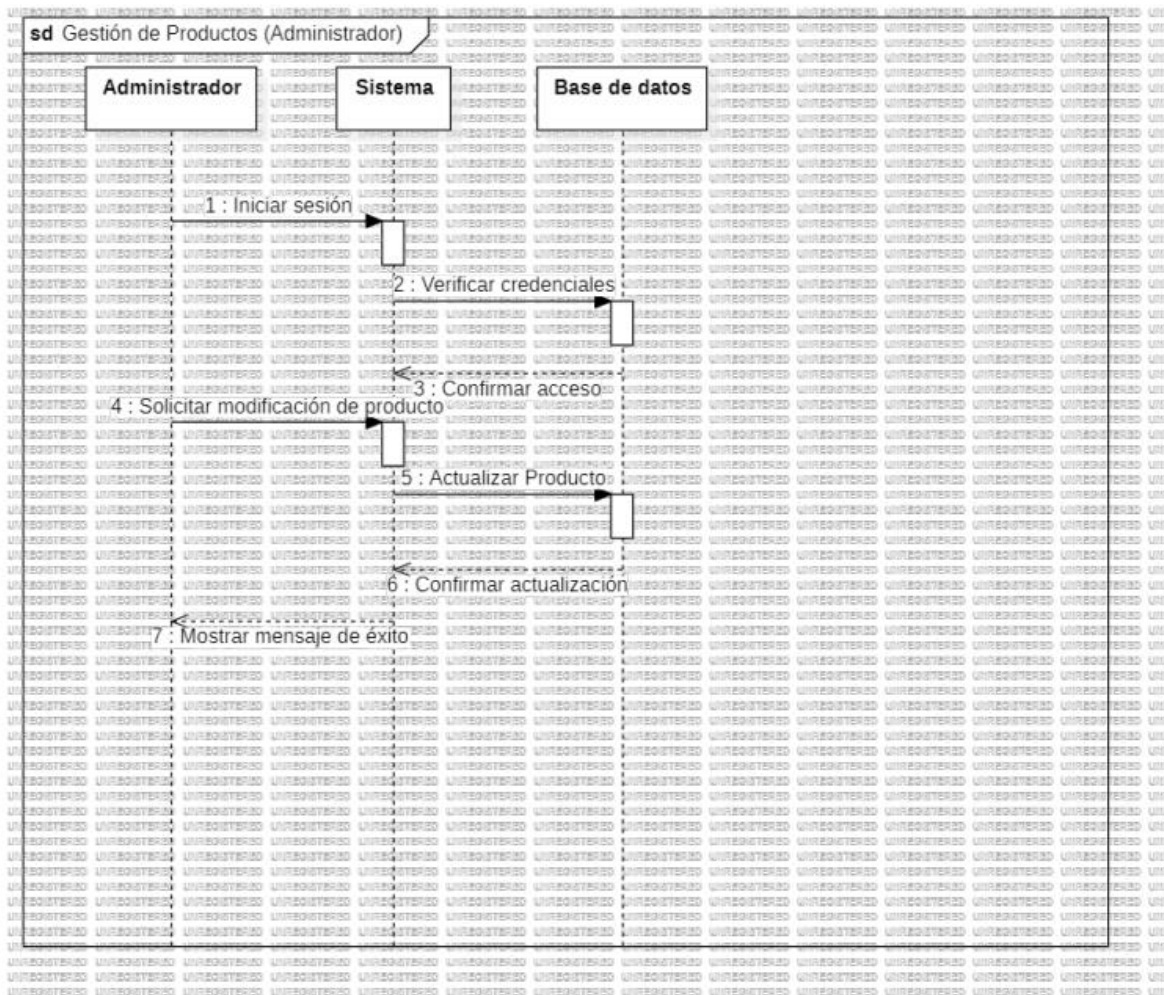 sd Gestión de Productos (Administrador)
Administrador
Sistema
Base de datos
1 : Iniciar sesión
2 : Verificar credenciales
3 : Confirmar acceso
4 : Solicitar modificación de producto
5 : Actualizar Producto
6 : Confirmar actualización
7 : Mostrar mensaje de éxito
UNREGISTERED